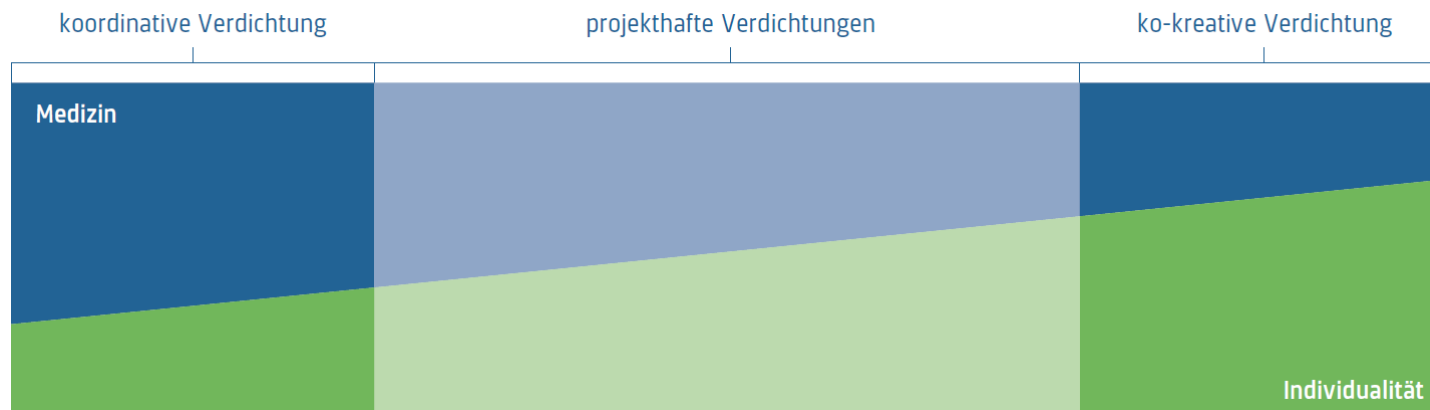 koordinative Verdichtung
projekthafte Verdichtungen
ko-kreative Verdichtung
Medizin
Individualität